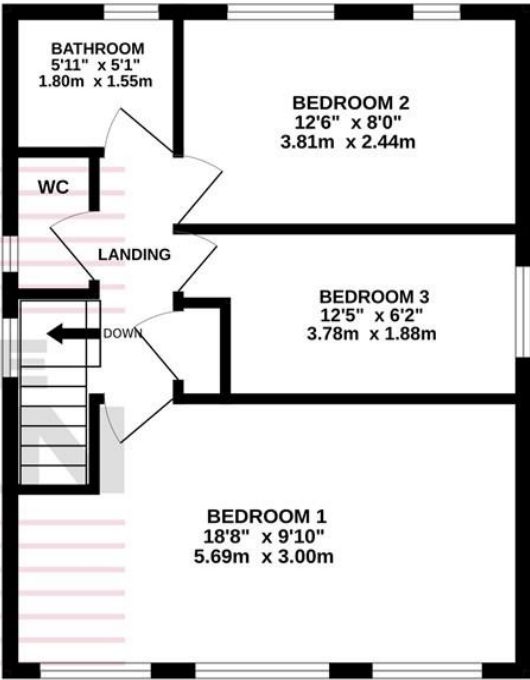 BATHROOM
5'11" x 5'1"
1.80m x 1.55m
BEDROOM 2
12'6" x 8'0"
3.81m x 2.44m
WC
LANDING
BEDROOM 3
12'5" x 6'2"
3.78m x 1.88m
DOWN
BEDROOM 1
18'8" x 9'10"
5.69m x 3.00m